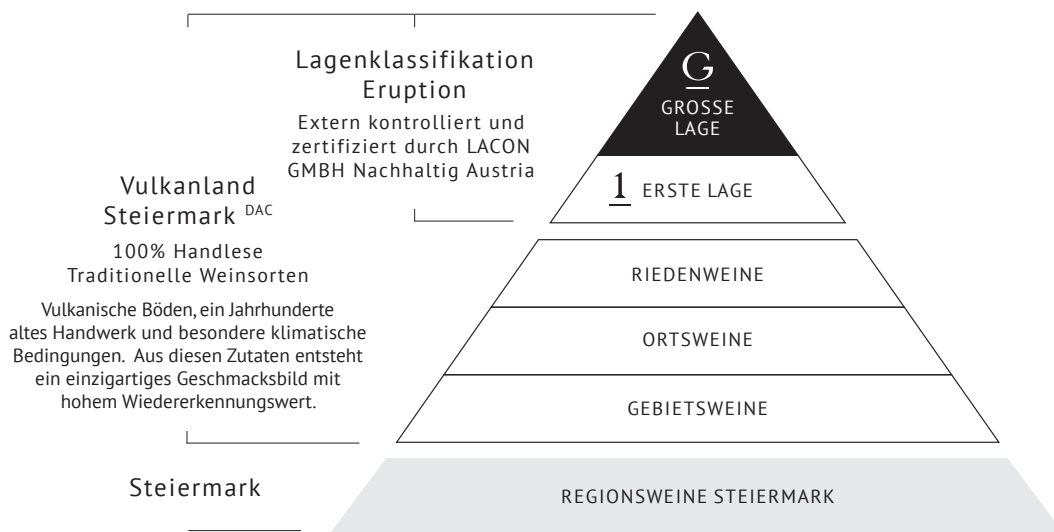 Lagenklassifikation
Eruption
Extern kontrolliert und
zertifiziert durch LACON
GMBH Nachhaltig Austria
Vulkanland
Steiermark DAC
100% Handlese
Traditionelle Weinsorten
Vulkanische Böden, ein Jahrhunderte
altes Handwerk und besondere klimatische
Bedingungen. Aus diesen Zutaten entsteht
ein einzigartiges Geschmacksbild mit
hohem Wiedererkennungswert.
Steiermark
G
GROSSE
LAGE
1 ERSTE LAGE
RIEDENWEINE
ORTSWEINE
GEBIETSWEINE
REGIONSWEINE STEIERMARK